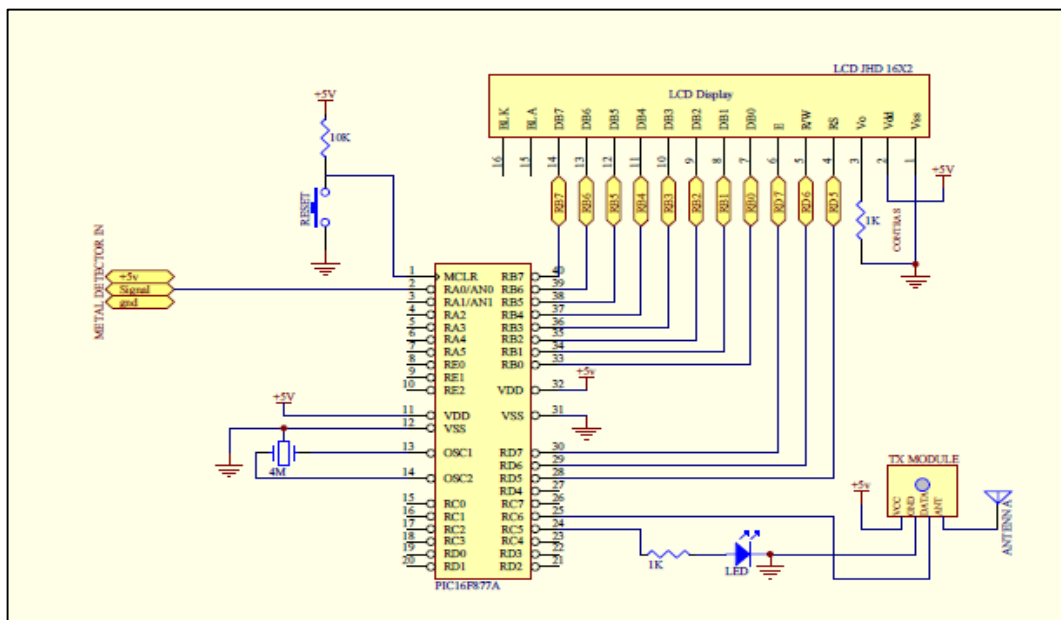 LCD JHD 16X2
LCD Display
BLK BLA DB7 DB6 DB5 DB4 DB3 DB2 DB1 DB0 E R/W RS Vo Vdd Vss
16 15 14 13 12 11 10 9 8 7 6 5 4 3 2 1
RB7 RB6 RB5 RB4 RB3 RB2 RB1 RB0 RD7 RD6 RD5
+5V
1K
CONTRAS
+5V
10K
RESET
METAL DETECTOR IN
+5v
Signal
gnd
1 MCLR RB7 40
2 RA0/AN0 RB6 39
3 RA1/AN1 RB5 38
4 RA2 RB4 37
5 RA3 RB3 36
6 RA4 RB2 35
7 RA5 RB1 34
8 RE0 RB0 33
9 RE1
10 RE2 VDD 32
+5v
+5V
11 VDD VSS 31
12 VSS
13 OSC1 RD7 30
RD6 29
14 OSC2 RD5 28
RD4 27
15 RC0 RC7 26
16 RC1 RC6 25
17 RC2 RC5 24
18 RC3 RC4 23
19 RD0 RD3 22
20 RD1 RD2 21
4M
PIC16F877A
1K
LED
TX MODULE
+5v
VCC GND DATA ANT
ANTENNA